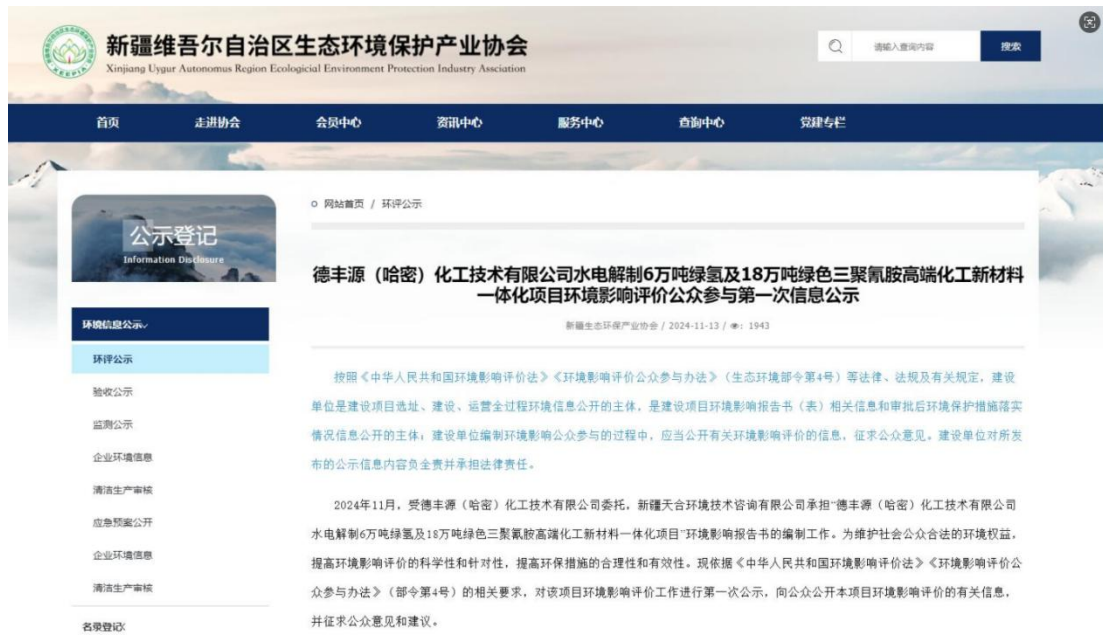 新疆维吾尔自治区生态环境保护产业协会
Xinjiang Uygur Autonomus Region Ecologicial Environment Protection Industry Assciation
请输入查询内容
搜索
首页
走进协会
会员中心
资讯中心
服务中心
查询中心
党建专栏
公示登记
Information Disclosure
网站首页 / 环评公示
德丰源（哈密）化工技术有限公司水电解制6万吨绿氢及18万吨绿色三聚氰胺高端化工新材料
一体化项目环境影响评价公众参与第一次信息公示
新疆生态环保产业协会 / 2024-11-13 / : 1943
环境信息公示
环评公示
验收公示
监测公示
企业环境信息
清洁生产审核
应急预案公开
企业环境信息
清洁生产审核
名录登记
按照《中华人民共和国环境影响评价法》《环境影响评价公众参与办法》（生态环境部令第4号）等法律、法规及有关规定，建设
单位是建设项目选址、建设、运营全过程环境信息公开的主体，是建设项目环境影响报告书（表）相关信息和审批后环境保护措施落实
情况信息公开的主体；建设单位编制环境影响公众参与的过程中，应当公开有关环境影响评价的信息，征求公众意见。建设单位对所发
布的公示信息内容负全责并承担法律责任。
2024年11月，受德丰源（哈密）化工技术有限公司委托，新疆天合环境技术咨询有限公司承担“德丰源（哈密）化工技术有限公司
水电解制6万吨绿氢及18万吨绿色三聚氰胺高端化工新材料一体化项目”环境影响报告书的编制工作。为维护社会公众合法的环境权益，
提高环境影响评价的科学性和针对性，提高环保措施的合理性和有效性。现依据《中华人民共和国环境影响评价法》《环境影响评价公
众参与办法》（部令第4号）的相关要求，对该项目环境影响评价工作进行第一次公示，向公众公开本项目环境影响评价的有关信息，
并征求公众意见和建议。